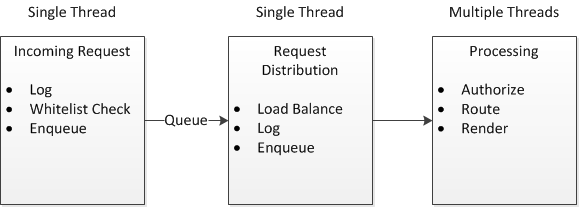 Single Thread
Single Thread
Multiple Threads
Incoming Request
• Log
• Whitelist Check
• Enqueue
Queue
Request
Distribution
• Load Balance
• Log
• Enqueue
Processing
• Authorize
• Route
• Render